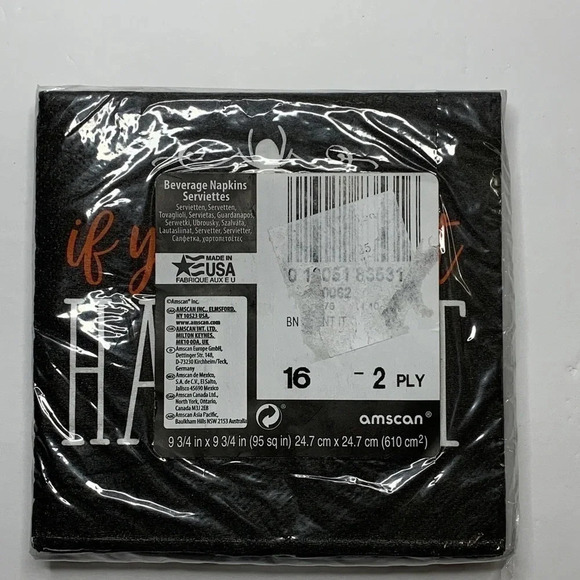 Beverage Napkins
Serviettes
Servietten, Servetten,
Tovaglioli, Servietas, Guardanapos,
Serwetki, Ubrousky, Szalvéta,
Lautasliinat, Servetter, Servietter,
Салфетка, χαρτοπετσέτες
if
HA T
MADE IN
USA
FABRIQUE AUX E U
©Amscan® Inc.
AMSCAN INC., ELMSFORD,
NY 10523 USA.
www.amscan.com
AMSCAN INT. LTD.
MILTON KEYNES,
MK10 0DA, UK
Amscan Europe GmbH,
Dettinger Str. 148,
D-73230 Kirchheim/Teck,
Germany
Amscan de Mexico,
S.A. de C.V., El Salto,
Jalisco 45690 Mexico
Amscan Canada Ltd.,
North York, Ontario,
Canada M3J 2E8
Amscan Asia Pacific,
Baulkham Hills NSW 2153 Australia
BN
16 - 2 PLY
amscan®
9 3/4 in x 9 3/4 in (95 sq in) 24.7 cm x 24.7 cm (610 cm²)